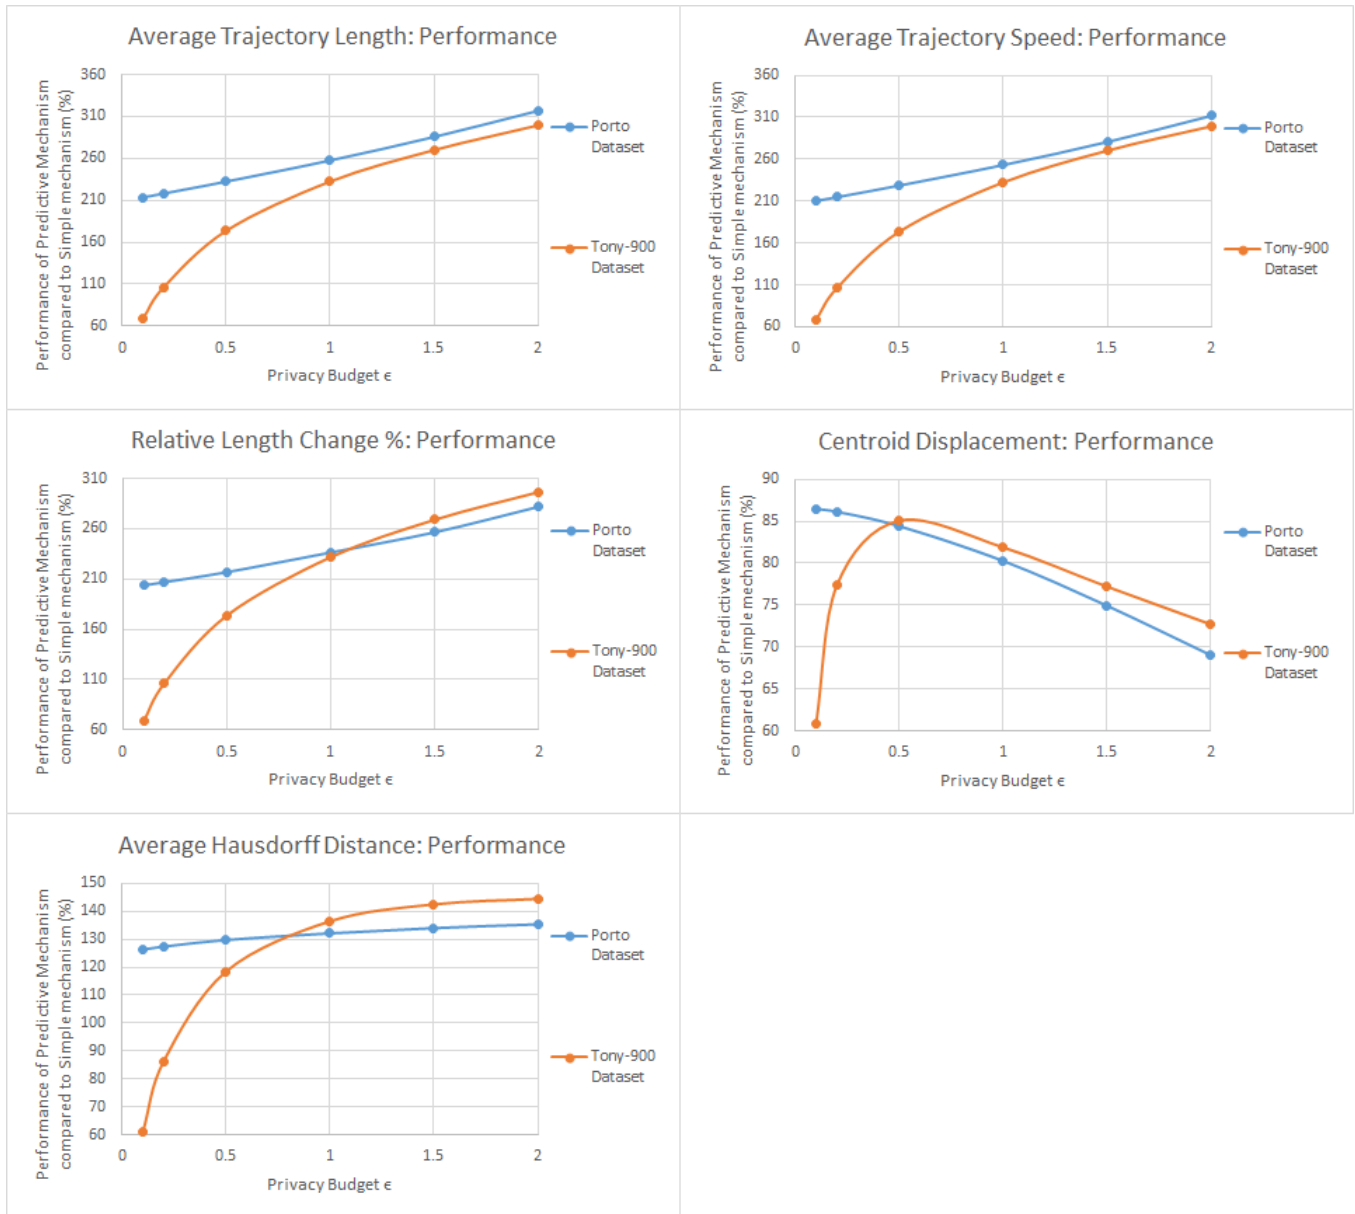 Average Trajectory Length: Performance
Performance of Predictive Mechanism
compared to Simple mechanism (%)
360
310
260
210
160
110
60
0
0.5
1
1.5
2
Privacy Budget ϵ
Porto
Dataset
Tony-900
Dataset
Average Trajectory Speed: Performance
Performance of Predictive Mechanism
compared to Simple mechanism (%)
360
310
260
210
160
110
60
0
0.5
1
1.5
2
Privacy Budget ϵ
Porto
Dataset
Tony-900
Dataset
Relative Length Change %: Performance
Performance of Predictive Mechanism
compared to Simple mechanism (%)
310
260
210
160
110
60
0
0.5
1
1.5
2
Privacy Budget ϵ
Porto
Dataset
Tony-900
Dataset
Centroid Displacement: Performance
Performance of Predictive Mechanism
compared to Simple mechanism (%)
90
85
80
75
70
65
60
0
0.5
1
1.5
2
Privacy Budget ϵ
Porto
Dataset
Tony-900
Dataset
Average Hausdorff Distance: Performance
Performance of Predictive Mechanism
compared to Simple mechanism (%)
150
140
130
120
110
100
90
80
70
60
0
0.5
1
1.5
2
Privacy Budget ϵ
Porto
Dataset
Tony-900
Dataset